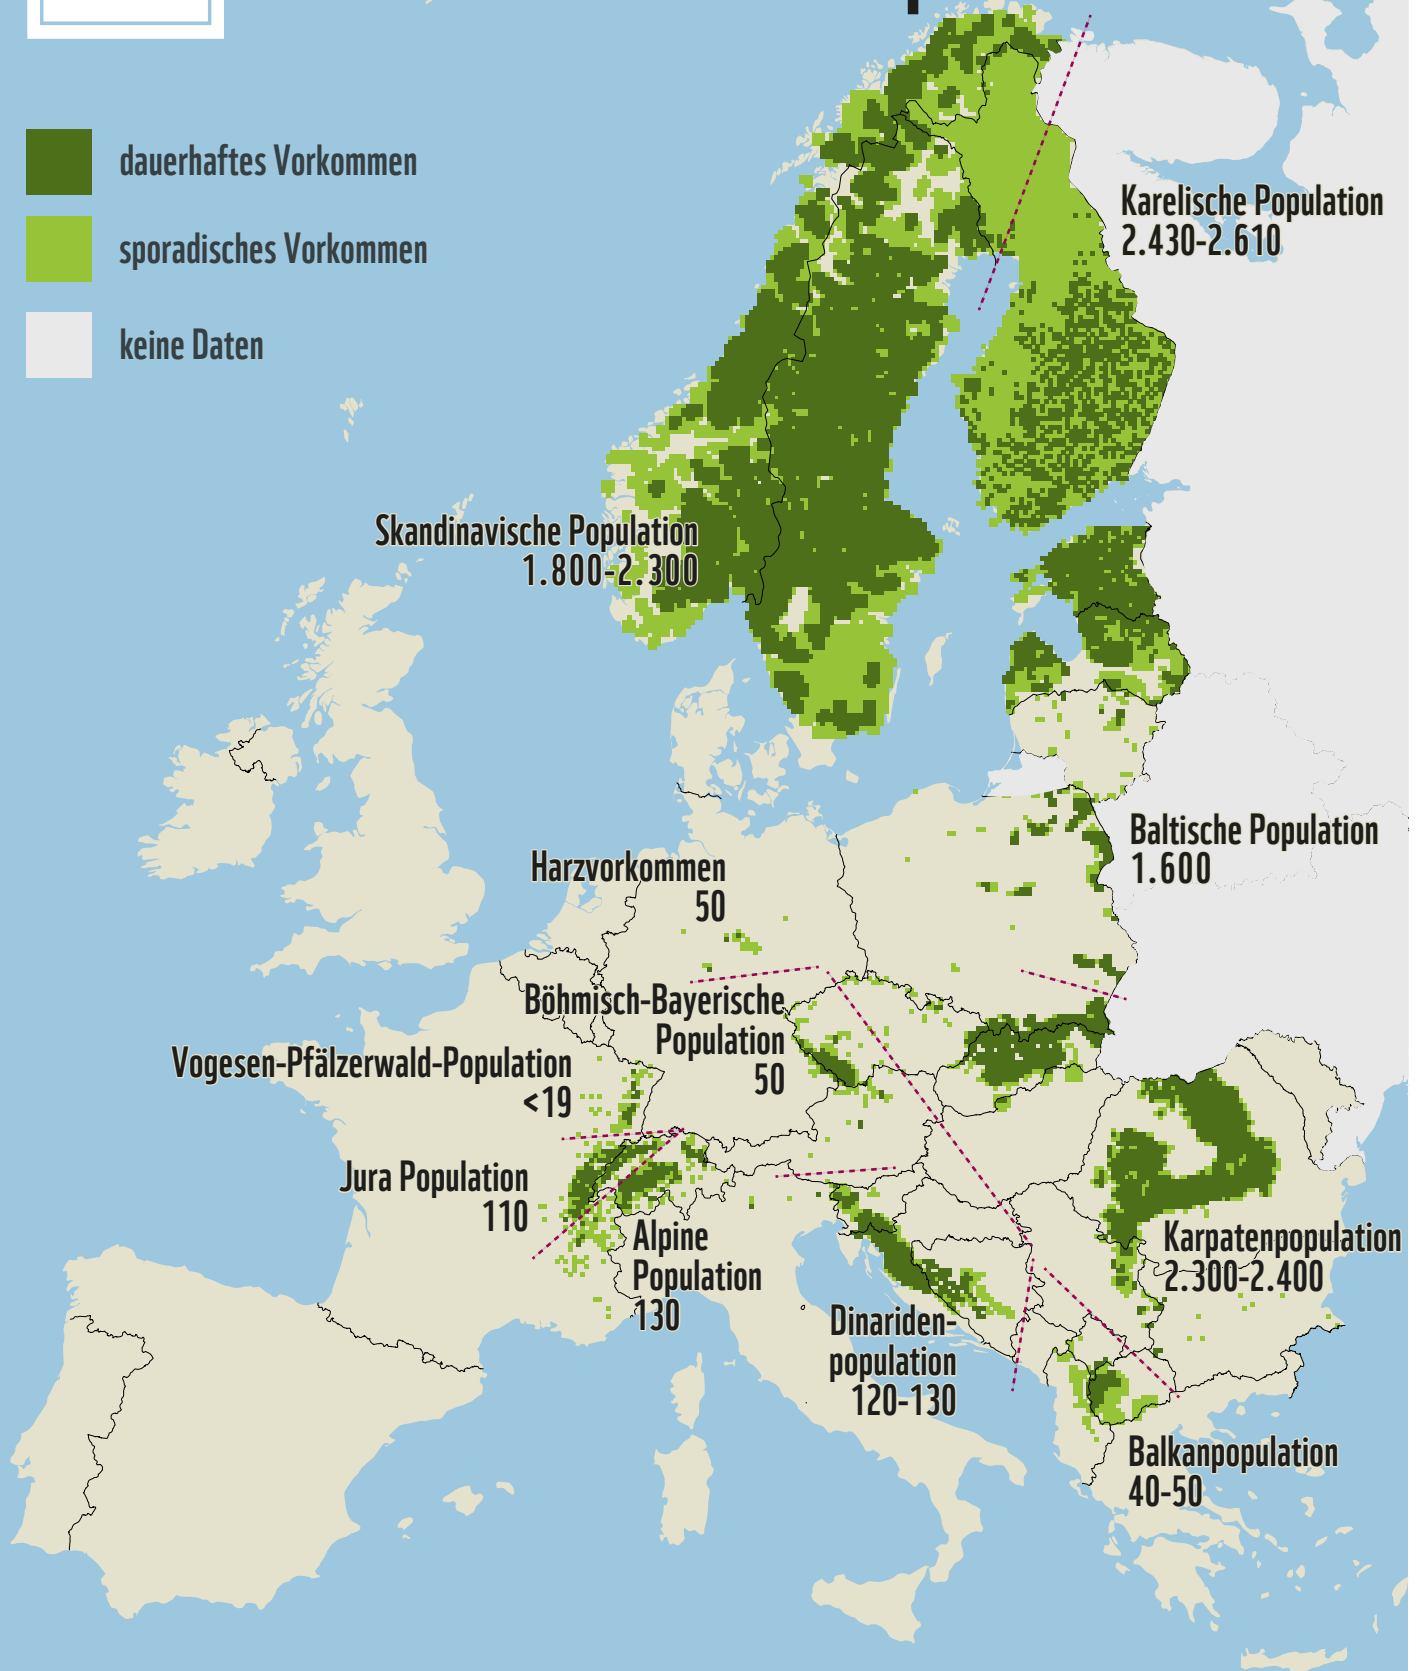 dauerhaftes Vorkommen
sporadisches Vorkommen
keine Daten
Karelische Population
2.430-2.610
Skandinavische Population
1.800-2.300
Baltische Population
1.600
Harzvorkommen
50
Böhmisch-Bayerische
Population
50
Vogesen-Pfälzerwald-Population
<19
Jura Population
110
Alpine
Population
130
Karpatenpopulation
2.300-2.400
Dinariden-
population
120-130
Balkanpopulation
40-50